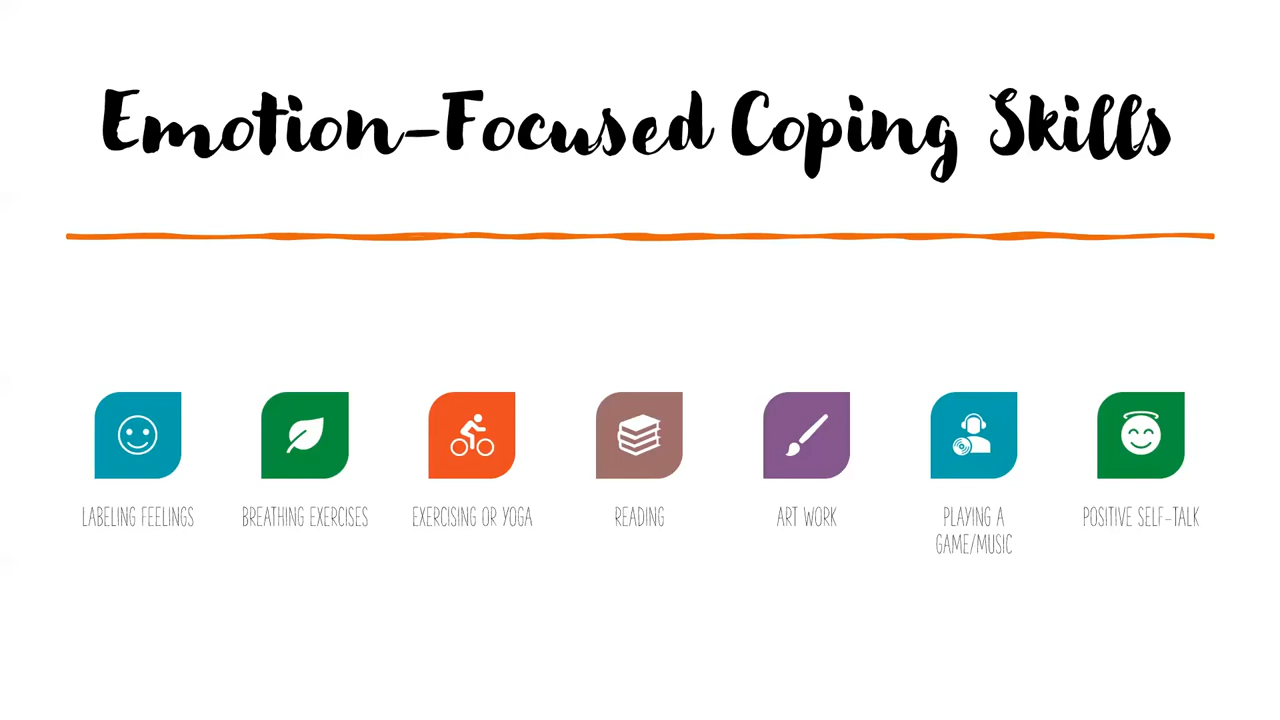 Emotion-Focused Coping Skills
LABELING FEELINGS
BREATHING EXERCISES
EXERCISING OR YOGA
READING
ART WORK
PLAYING A
GAME/MUSIC
POSITIVE SELF-TALK